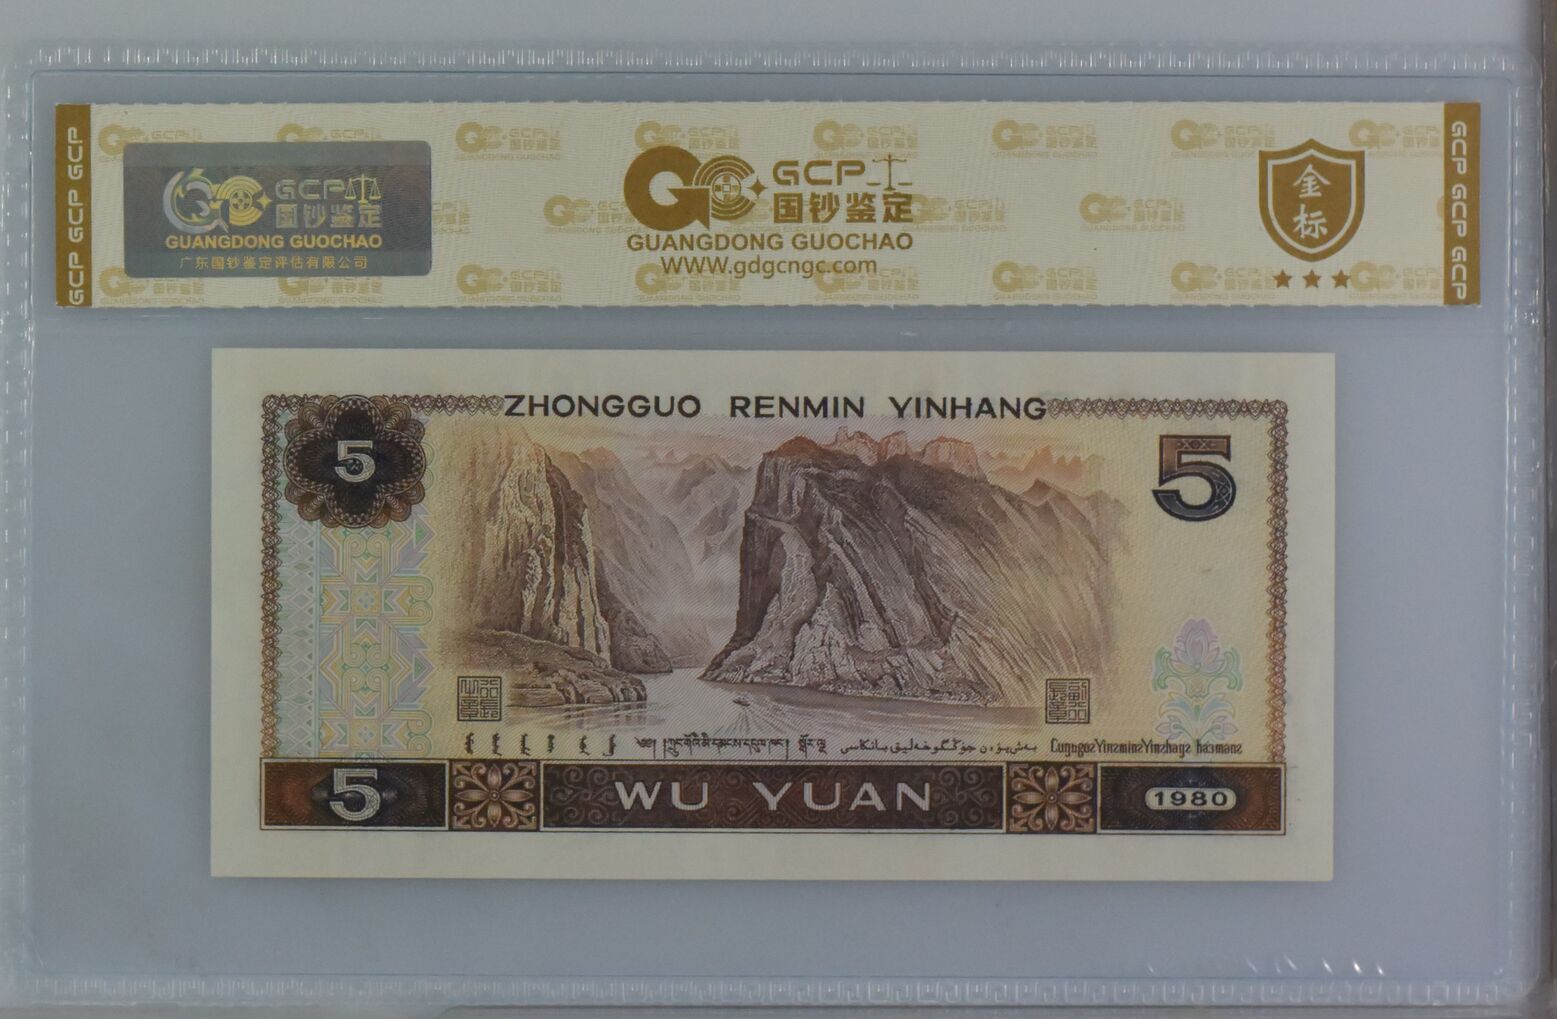 GCP GCP GCP
GCP
国钞鉴定
GUANGDONG GUOCHAO
广东国钞鉴定评估有限公司
GCP
国钞鉴定
GUANGDONG GUOCHAO
WWW.gdgcngc.com
金标
GCP GCP GCP
ZHONGGUO RENMIN YINHANG
5
5
5
WU YUAN
1980